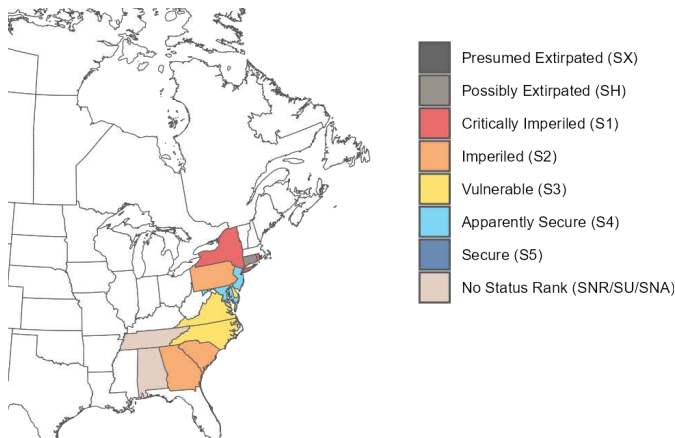 Presumed Extirpated (SX)
Possibly Extirpated (SH)
Critically Imperiled (S1)
Imperiled (S2)
Vulnerable (S3)
Apparently Secure (S4)
Secure (S5)
No Status Rank (SNR/SU/SNA)